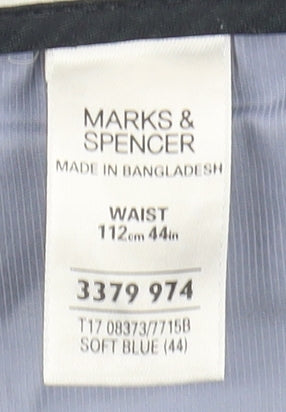 MARKS &
SPENCER
MADE IN BANGLADESH
WAIST
112cm 44in
3379 974
T17 08373/7715B
SOFT BLUE (44)